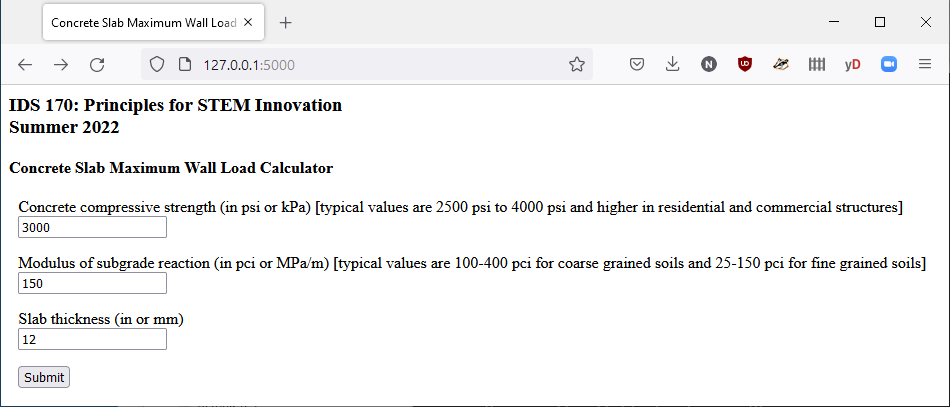 Concrete Slab Maximum Wall Load
127.0.0.1:5000
N
yD
IDS 170: Principles for STEM Innovation
Summer 2022
Concrete Slab Maximum Wall Load Calculator
Concrete compressive strength (in psi or kPa) [typical values are 2500 psi to 4000 psi and higher in residential and commercial structures]
3000
Modulus of subgrade reaction (in pci or MPa/m) [typical values are 100-400 pci for coarse grained soils and 25-150 pci for fine grained soils]
150
Slab thickness (in or mm)
12
Submit